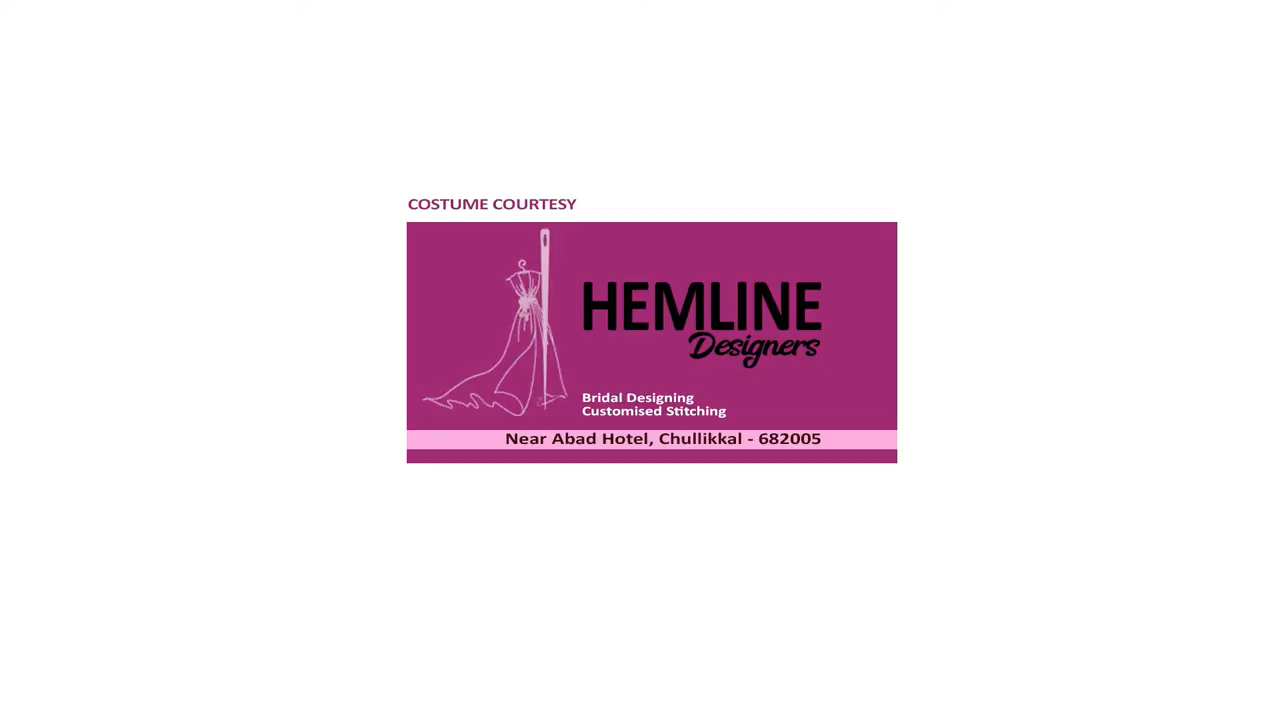 COSTUME COURTESY
HEMLINE
Designers
Bridal Designing
Customised Stitching
Near Abad Hotel, Chullikkal - 682005